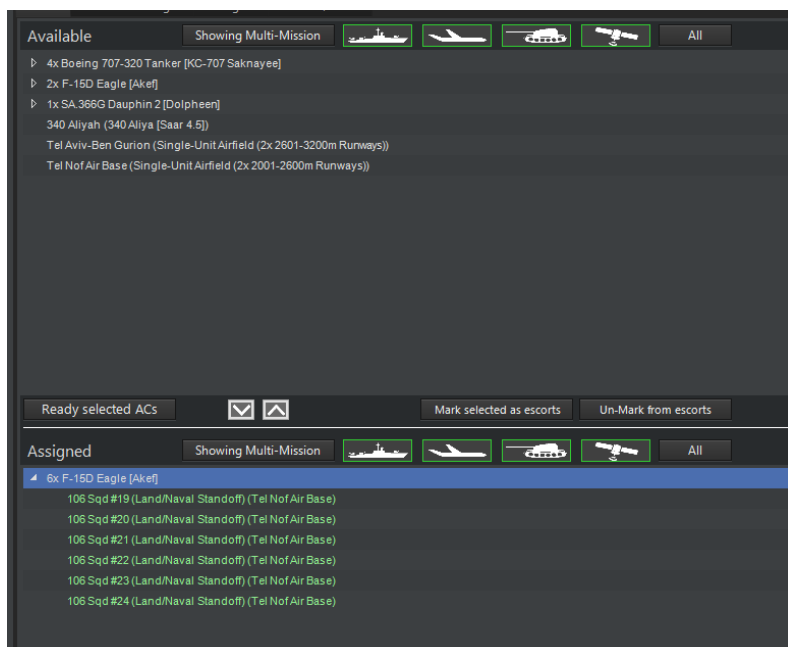 Available Showing Multi-Mission All
4x Boeing 707-320 Tanker [KC-707 Saknayee]
2x F-15D Eagle [Akef]
1x SA.366G Dauphin 2 [Dolpheen]
340 Aliyah (340 Aliya [Saar 4.5])
Tel Aviv-Ben Gurion (Single-Unit Airfield (2x 2601-3200m Runways))
Tel Nof Air Base (Single-Unit Airfield (2x 2001-2600m Runways))
Ready selected ACs Mark selected as escorts Un-Mark from escorts
Assigned Showing Multi-Mission All
6x F-15D Eagle [Akef]
106 Sqd #19 (Land/Naval Standoff) (Tel Nof Air Base)
106 Sqd #20 (Land/Naval Standoff) (Tel Nof Air Base)
106 Sqd #21 (Land/Naval Standoff) (Tel Nof Air Base)
106 Sqd #22 (Land/Naval Standoff) (Tel Nof Air Base)
106 Sqd #23 (Land/Naval Standoff) (Tel Nof Air Base)
106 Sqd #24 (Land/Naval Standoff) (Tel Nof Air Base)